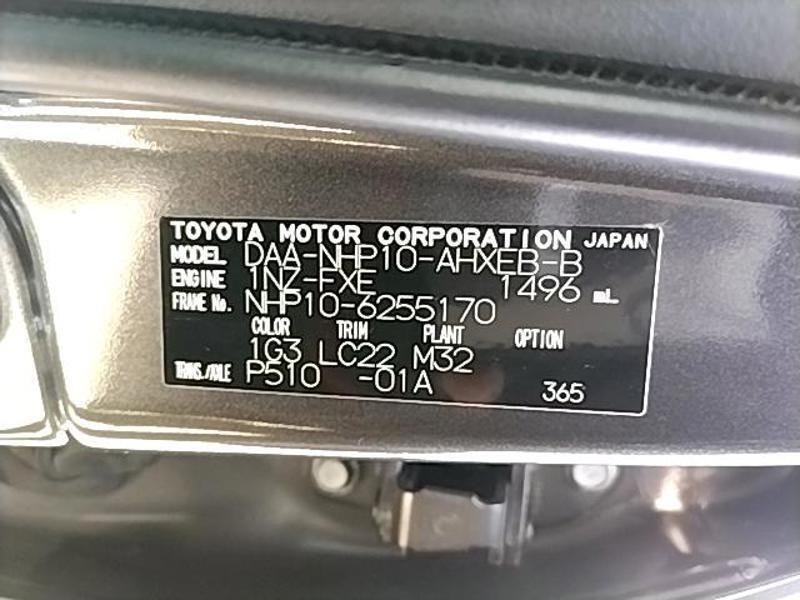 TOYOTA MOTOR CORPORATION JAPAN
MODEL DAA-NHP10-AHXEB-B
ENGINE 1NZ-FXE 1496 mL
FRAME No. NHP10-6255170
COLOR TRIM PLANT OPTION
1G3 LC22 M32
TRANS./AXLE P510 -01A 365